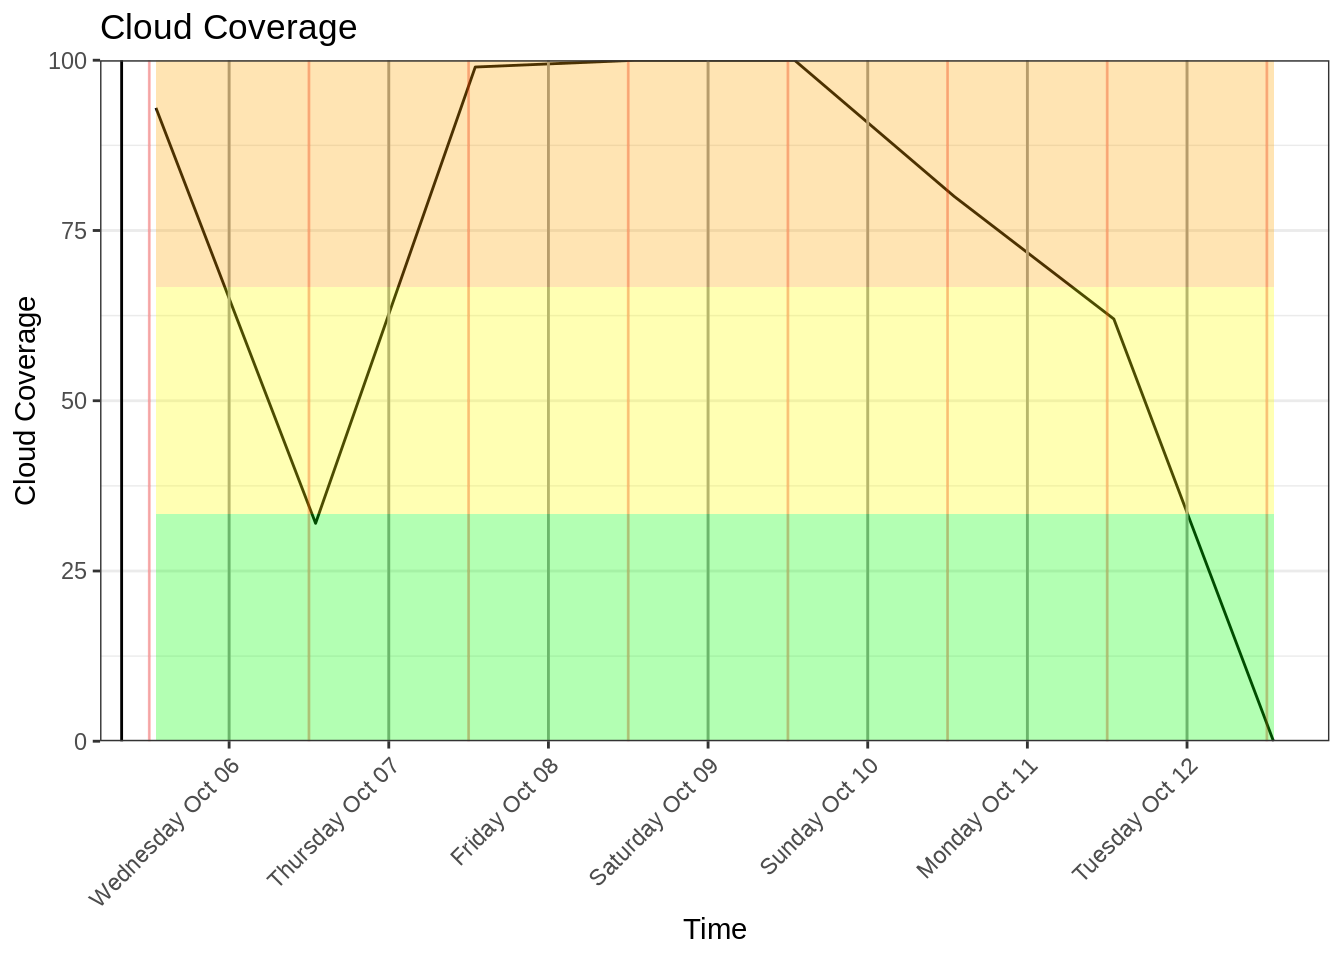 Cloud Coverage
100
75
50
25
0
Cloud Coverage
Wednesday Oct 06
Thursday Oct 07
Friday Oct 08
Saturday Oct 09
Sunday Oct 10
Monday Oct 11
Tuesday Oct 12
Time